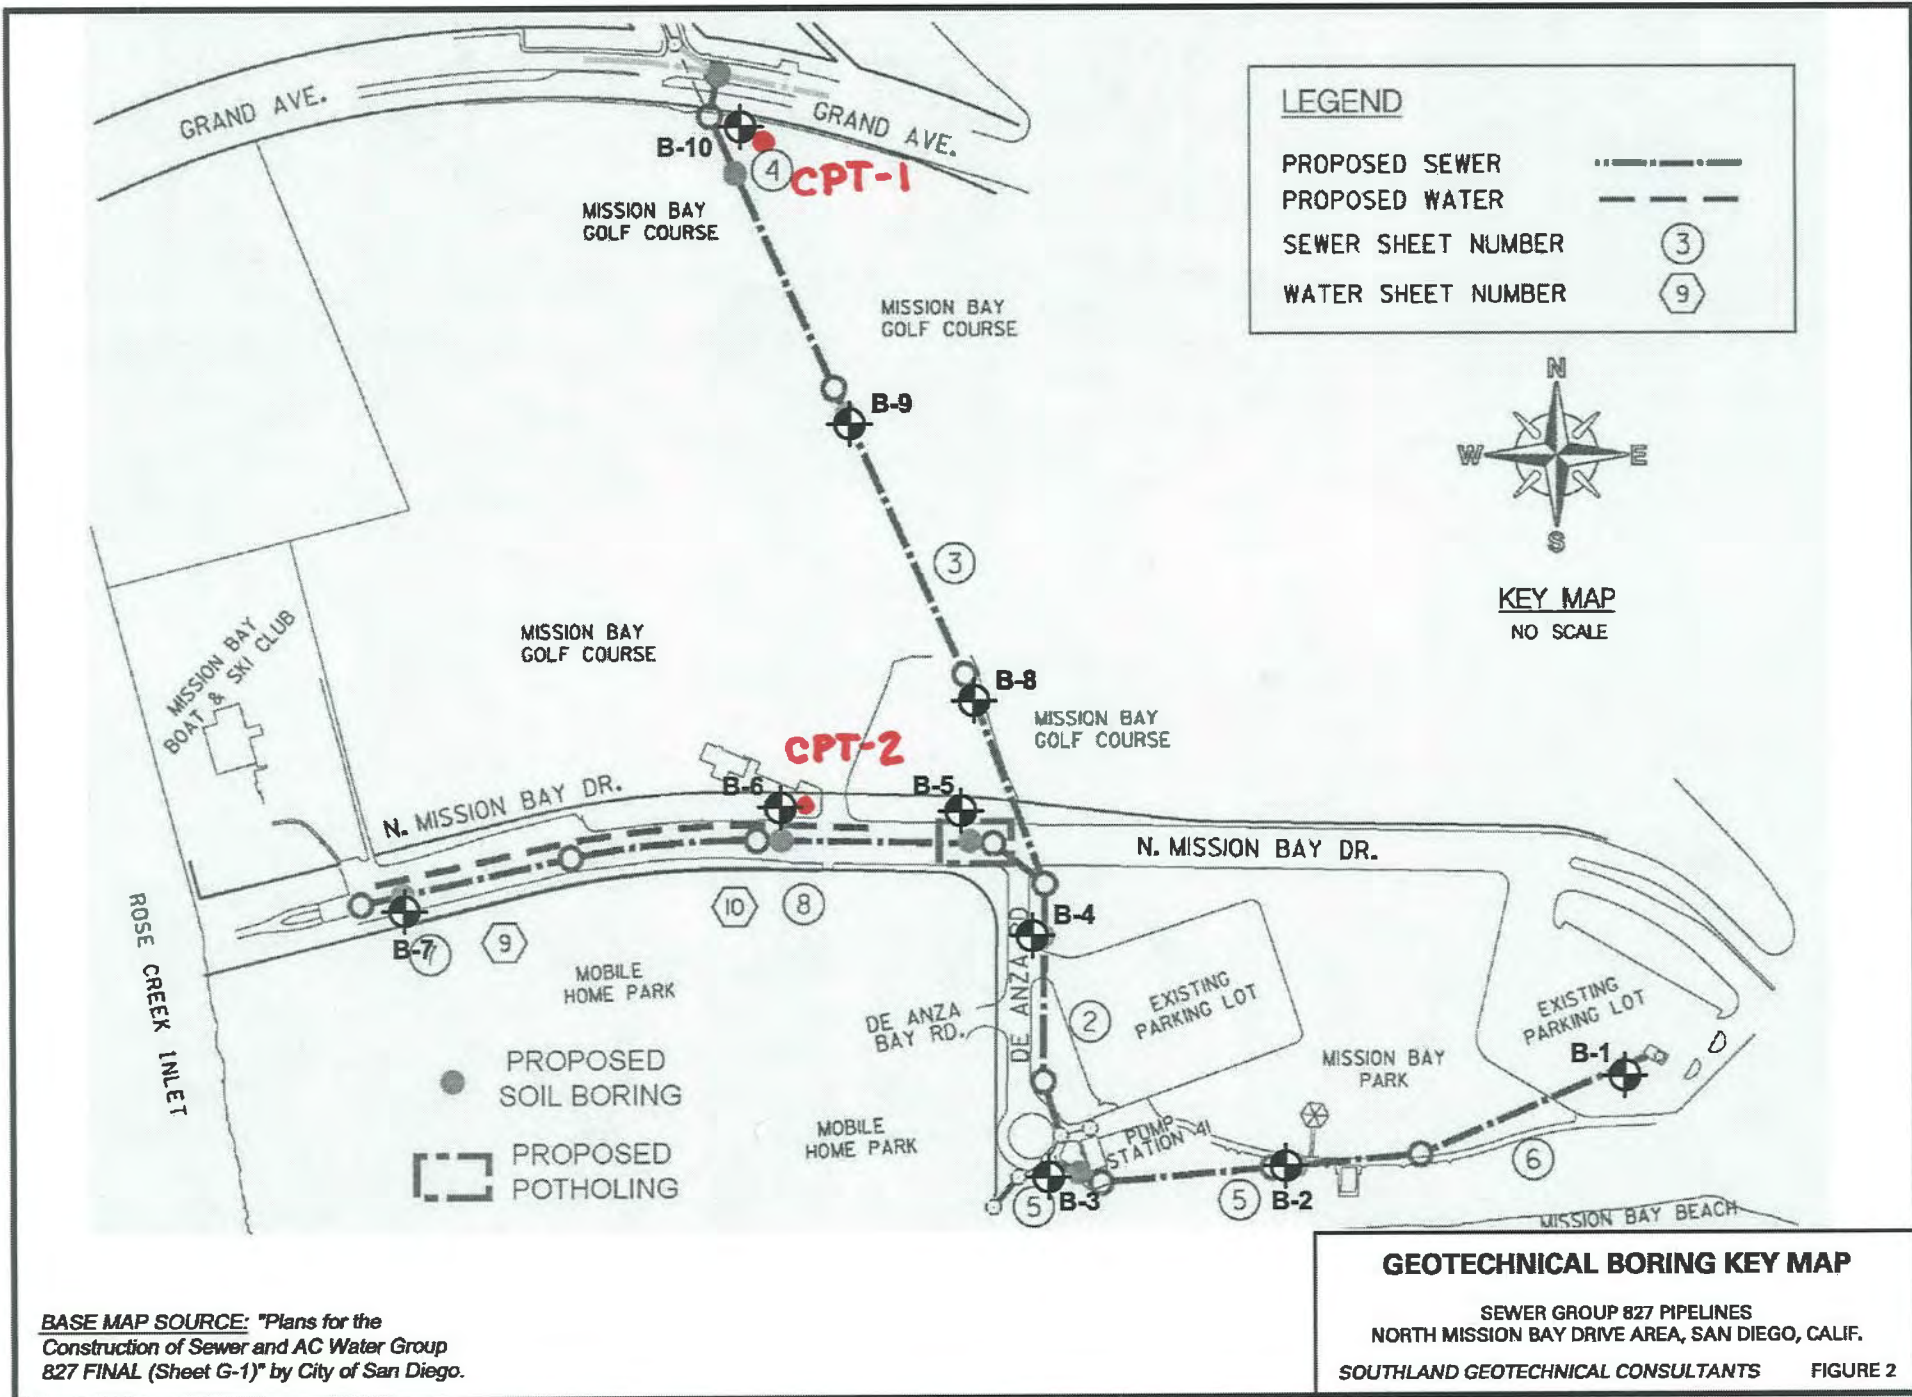 GRAND AVE.
GRAND AVE.
B-10
4
CPT-1
MISSION BAY
GOLF COURSE
MISSION BAY
GOLF COURSE
B-9
LEGEND
PROPOSED SEWER
PROPOSED WATER
SEWER SHEET NUMBER
3
WATER SHEET NUMBER
9
N
W
E
S
KEY MAP
NO SCALE
3
MISSION BAY
BOAT & SKI CLUB
MISSION BAY
GOLF COURSE
B-8
MISSION BAY
GOLF COURSE
CPT-2
B-6
B-5
N. MISSION BAY DR.
N. MISSION BAY DR.
B-7
7
9
10
8
B-4
DE ANZA RD
DE ANZA
BAY RD.
2
EXISTING
PARKING LOT
EXISTING
PARKING LOT
B-1
ROSE CREEK INLET
MOBILE
HOME PARK
PROPOSED
SOIL BORING
PROPOSED
POTHOLING
MOBILE
HOME PARK
MISSION BAY
PARK
PUMP
STATION 41
5
B-3
5
B-2
6
MISSION BAY BEACH
GEOTECHNICAL BORING KEY MAP
SEWER GROUP 827 PIPELINES
NORTH MISSION BAY DRIVE AREA, SAN DIEGO, CALIF.
SOUTHLAND GEOTECHNICAL CONSULTANTS FIGURE 2
BASE MAP SOURCE: "Plans for the
Construction of Sewer and AC Water Group
827 FINAL (Sheet G-1)" by City of San Diego.